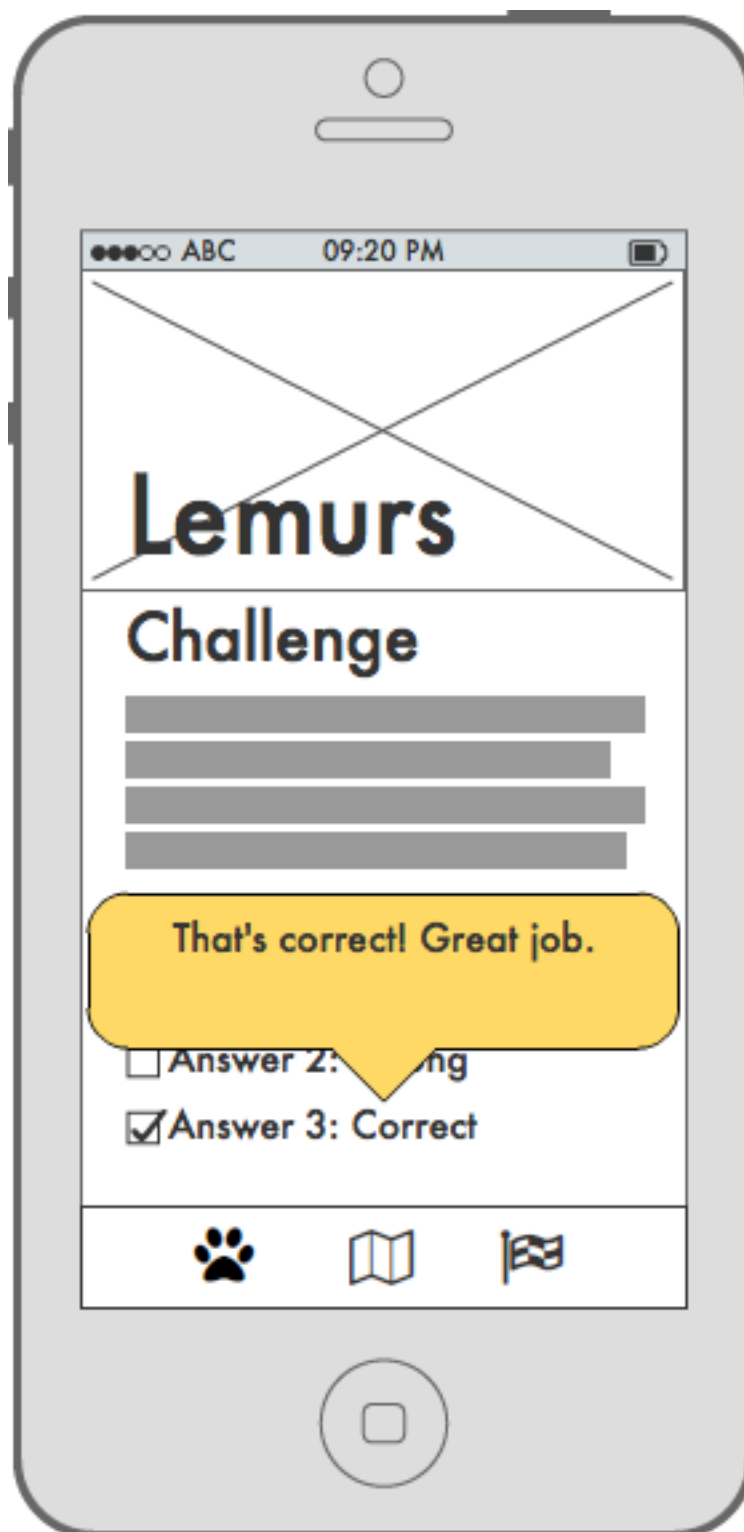 ABC 09:20 PM
Lemurs
Challenge
That's correct! Great job.
Answer 2:
Answer 3: Correct